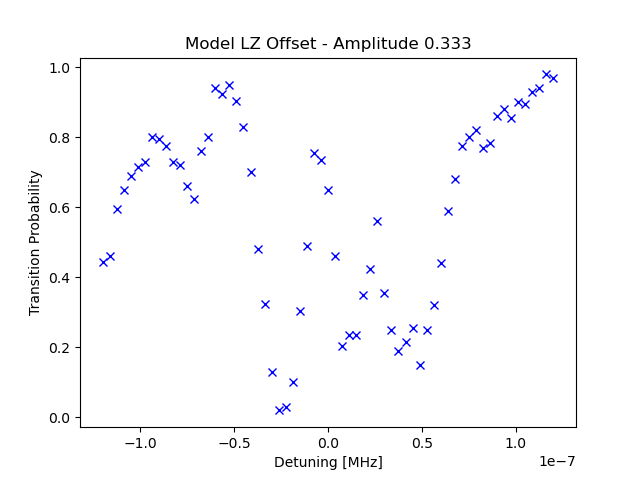 Model LZ Offset - Amplitude 0.333
Transition Probability
1.0
0.8
0.6
0.4
0.2
0.0
−1.0 −0.5 0.0 0.5 1.0
1e−7
Detuning [MHz]